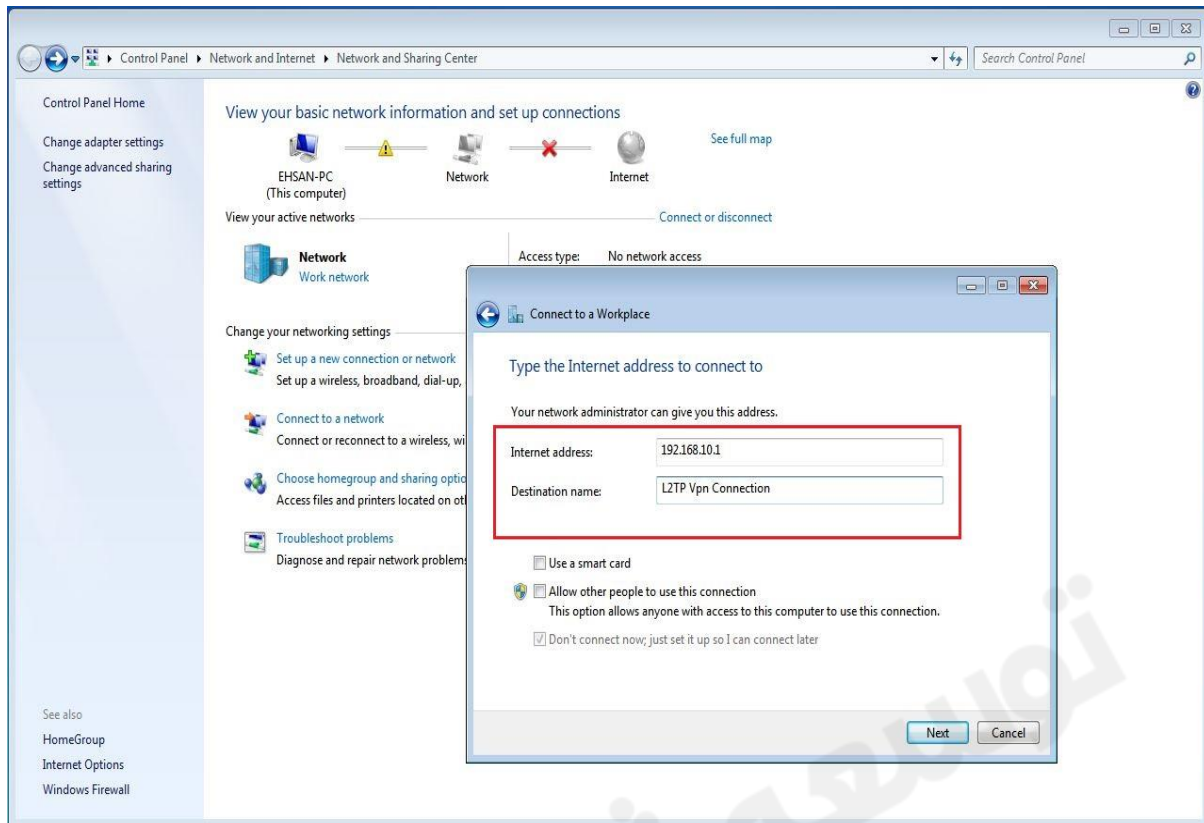 Control Panel ▸ Network and Internet ▸ Network and Sharing Center
Search Control Panel
Control Panel Home
Change adapter settings
Change advanced sharing
settings
See also
HomeGroup
Internet Options
Windows Firewall
View your basic network information and set up connections
See full map
EHSAN-PC
(This computer)
Network
Internet
View your active networks
Connect or disconnect
Network
Work network
Access type: No network access
Change your networking settings
Set up a new connection or network
Set up a wireless, broadband, dial-up,
Connect to a network
Connect or reconnect to a wireless,
Choose homegroup and sharing
Access files and printers located on
Troubleshoot problems
Diagnose and repair network
Connect to a Workplace
Type the Internet address to connect to
Your network administrator can give you this address.
Internet address: 192.168.10.1
Destination name: L2TP Vpn Connection
Use a smart card
Allow other people to use this connection
This option allows anyone with access to this computer to use this connection.
Don't connect now; just set it up so I can connect later
Next
Cancel